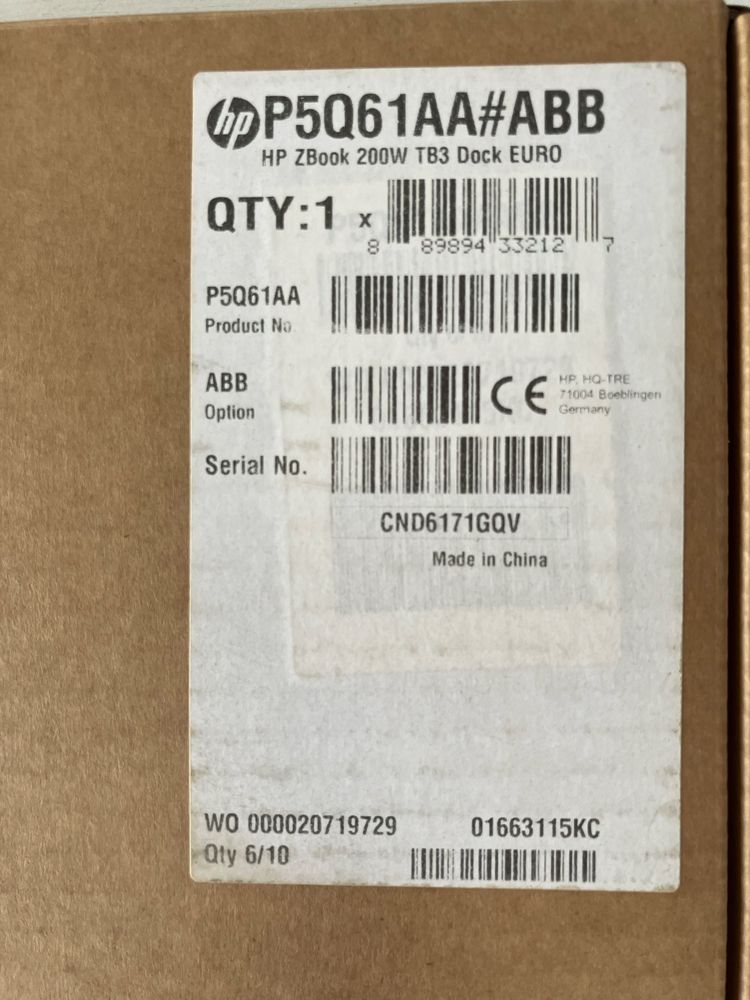 hp P5Q61AA#ABB
HP ZBook 200W TB3 Dock EURO
QTY:1 x
8 89894 33212 7
P5Q61AA
Product No
ABB
Option
HP, HQ-TRE
71004 Boeblingen
Germany
CE
Serial No.
CND6171GQV
Made in China
WO 000020719729 01663115KC
Qty 6/10